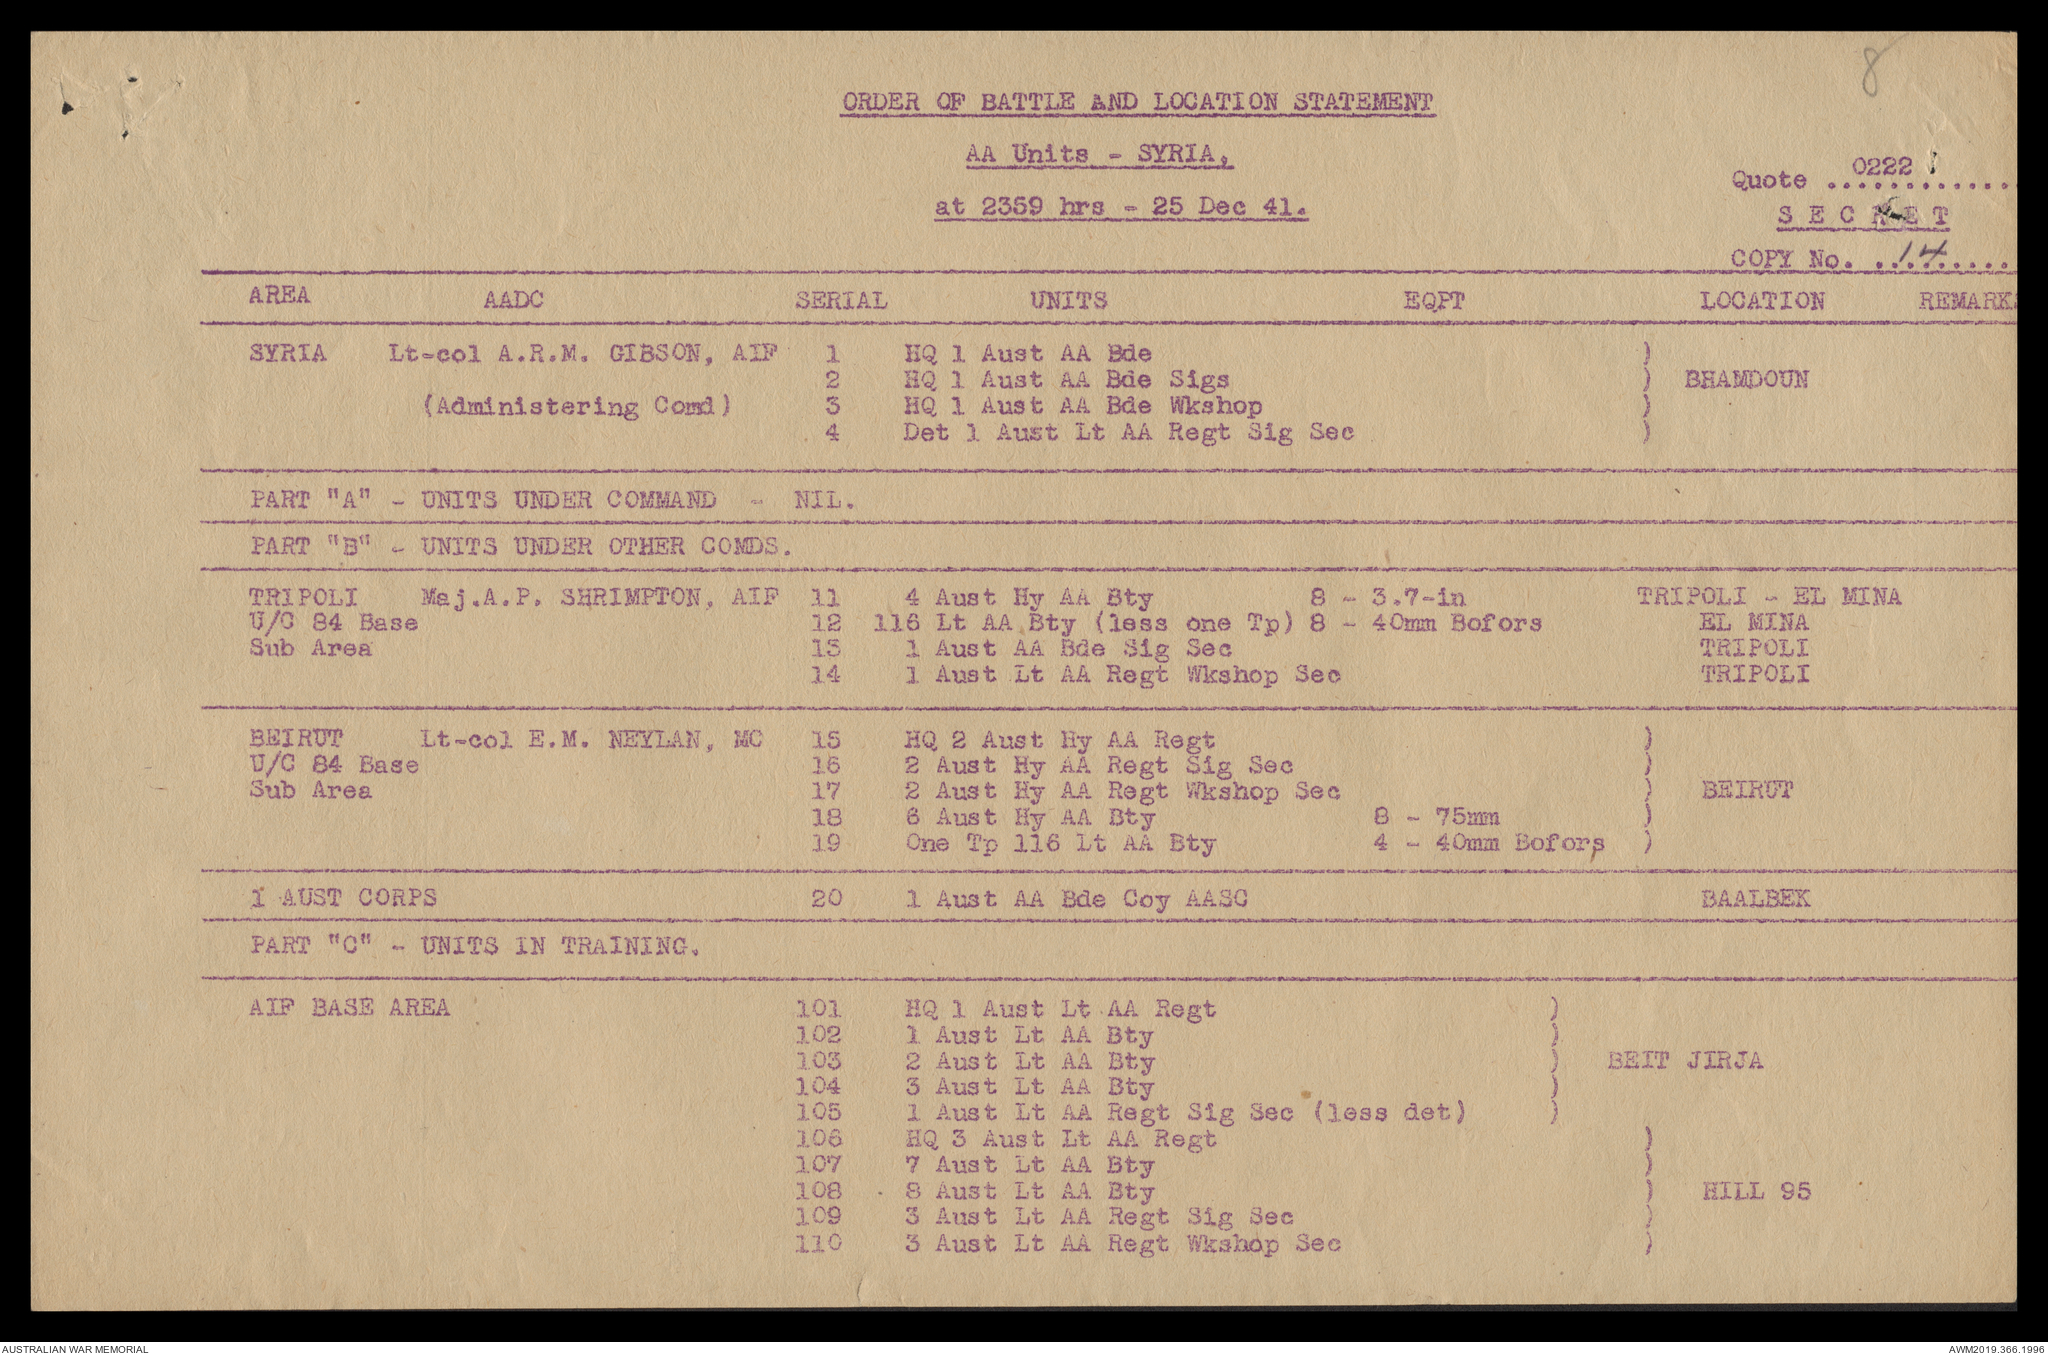 8
ORDER OF BATTLE AND LOCATION STATEMENT
AA Units - SYRIA,
at 2359 hrs - 25 Dec 41.
Quote ..0222.........
S E C R E T
COPY No. ..14........
AREA AADC SERIAL UNITS EQPT LOCATION REMARKS
SYRIA Lt-col A.R.M. GIBSON, AIF 1 HQ 1 Aust AA Bde )
2 HQ 1 Aust AA Bde Sigs ) BHAMDOUN
(Administering Comd) 3 HQ 1 Aust AA Bde Wkshop )
4 Det 1 Aust Lt AA Regt Sig Sec )
PART "A" - UNITS UNDER COMMAND - NIL.
PART "B" - UNITS UNDER OTHER COMDS.
TRIPOLI Maj.A.P. SHRIMPTON, AIF 11 4 Aust Hy AA Bty 8 - 3.7-in TRIPOLI - EL MINA
U/C 84 Base 12 116 Lt AA Bty (less one Tp) 8 - 40mm Bofors EL MINA
Sub Area 13 1 Aust AA Bde Sig Sec TRIPOLI
14 1 Aust Lt AA Regt Wkshop Sec TRIPOLI
BEIRUT Lt-col E.M. NEYLAN, MC 15 HQ 2 Aust Hy AA Regt )
U/C 84 Base 16 2 Aust Hy AA Regt Sig Sec )
Sub Area 17 2 Aust Hy AA Regt Wkshop Sec ) BEIRUT
18 6 Aust Hy AA Bty 8 - 75mm )
19 One Tp 116 Lt AA Bty 4 - 40mm Bofors )
1 AUST CORPS 20 1 Aust AA Bde Coy AASC BAALBEK
PART "C" - UNITS IN TRAINING.
AIF BASE AREA 101 HQ 1 Aust Lt AA Regt )
102 1 Aust Lt AA Bty )
103 2 Aust Lt AA Bty ) BEIT JIRJA
104 3 Aust Lt AA Bty )
105 1 Aust Lt AA Regt Sig Sec (less det) )
106 HQ 3 Aust Lt AA Regt )
107 7 Aust Lt AA Bty )
108 8 Aust Lt AA Bty ) HILL 95
109 3 Aust Lt AA Regt Sig Sec )
110 3 Aust Lt AA Regt Wkshop Sec )
AUSTRALIAN WAR MEMORIAL AWM2019.366.1996